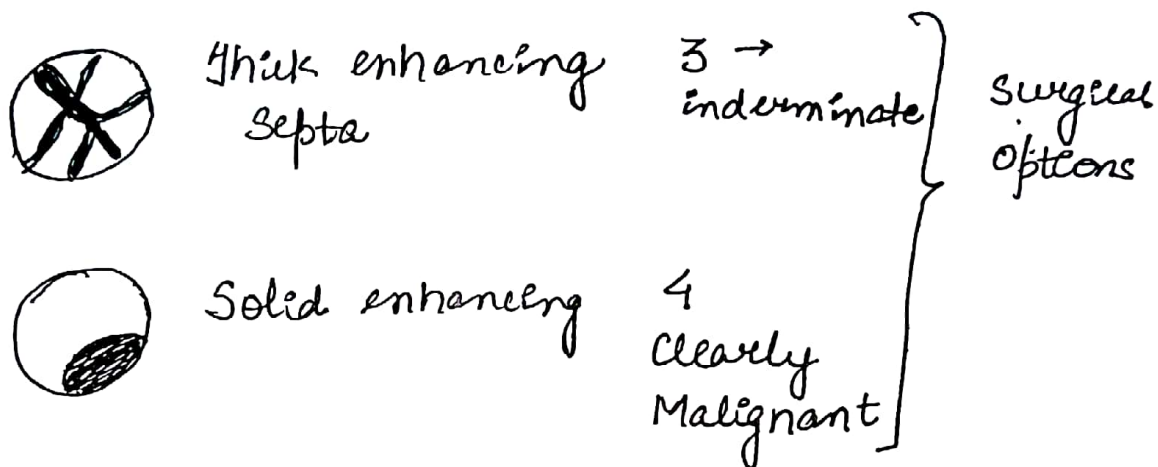 Thick enhancing 3 →
Septa inderminate
Surgical
Options
Solid enhancing 4
Clearly
Malignant